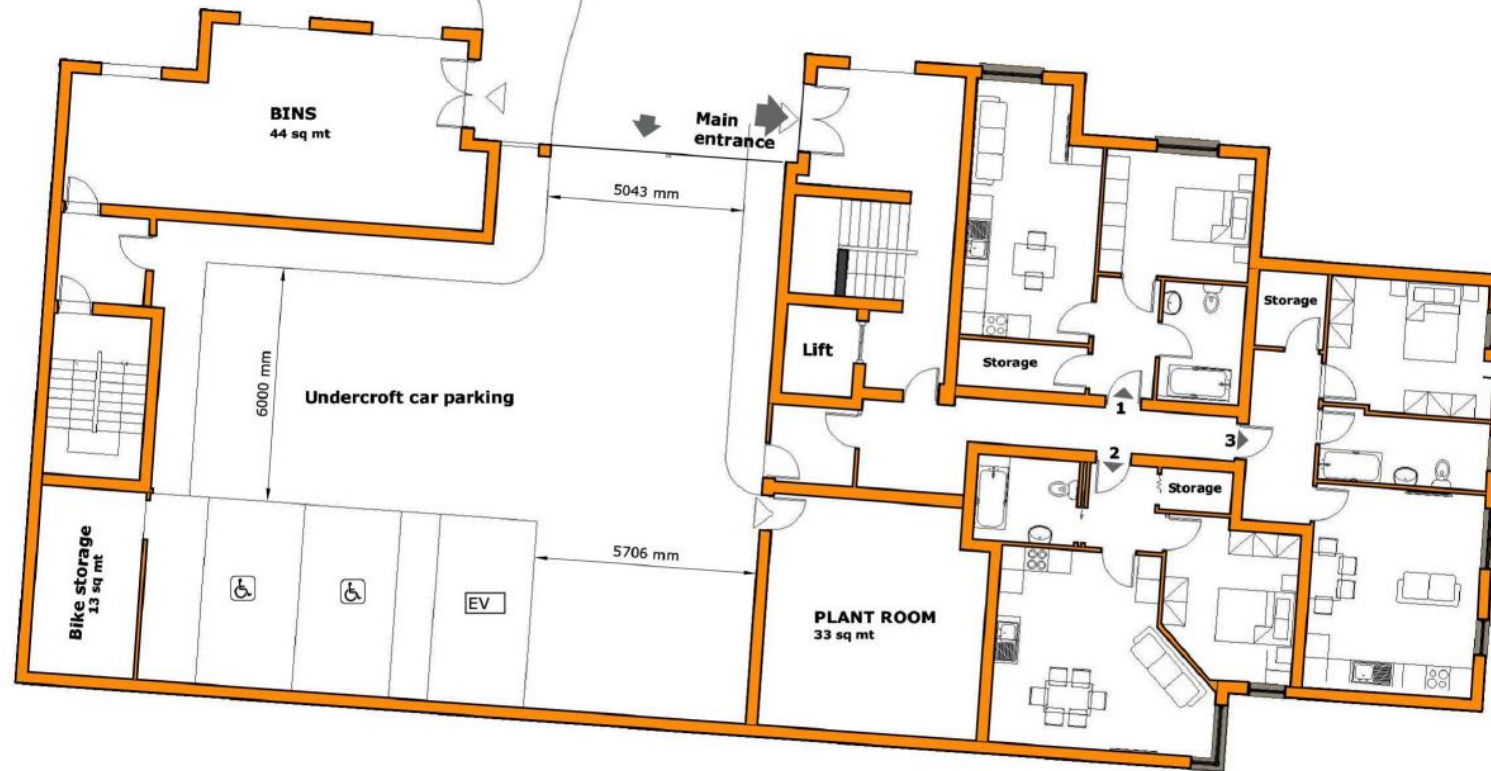 BINS
44 sq mt
Main
entrance
5043 mm
Storage
Lift
Storage
6000 mm
Undercroft car parking
1
3
2
Storage
5706 mm
Bike storage
13 sq mt
EV
PLANT ROOM
33 sq mt